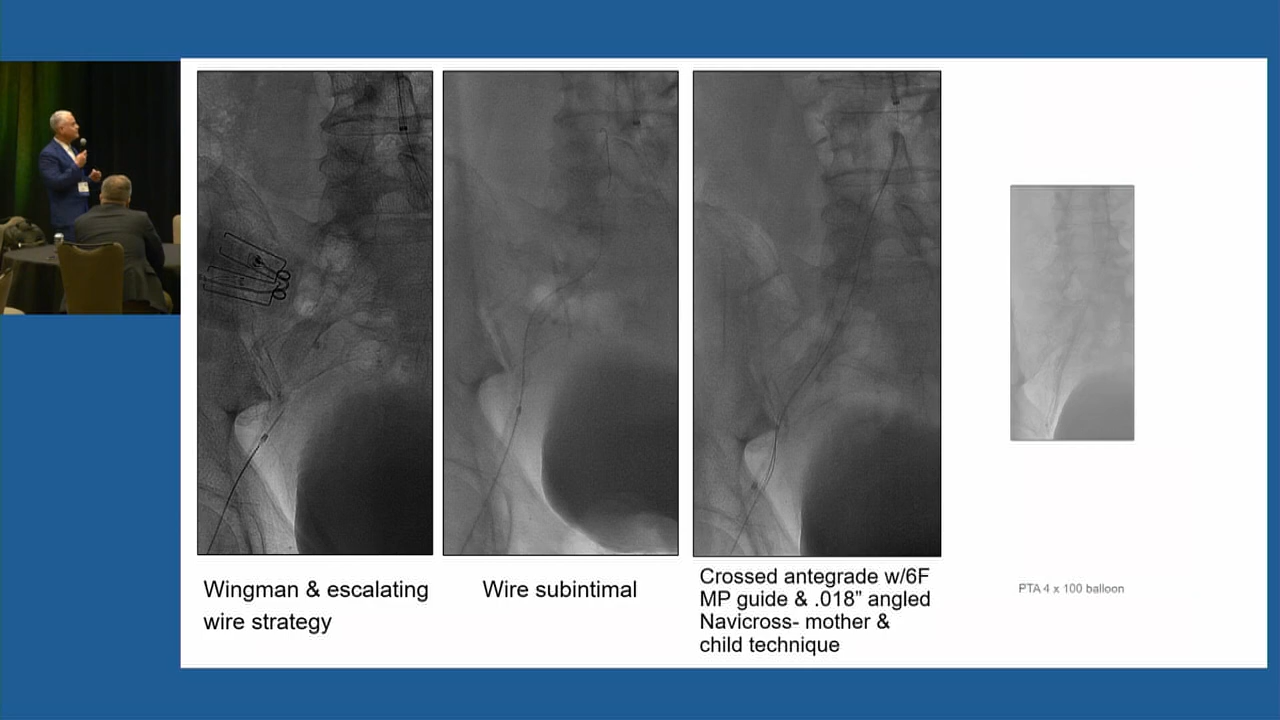 Wingman & escalating
wire strategy
Wire subintimal
Crossed antegrade w/6F
MP guide & .018” angled
Navicross- mother &
child technique
PTA 4 x 100 balloon